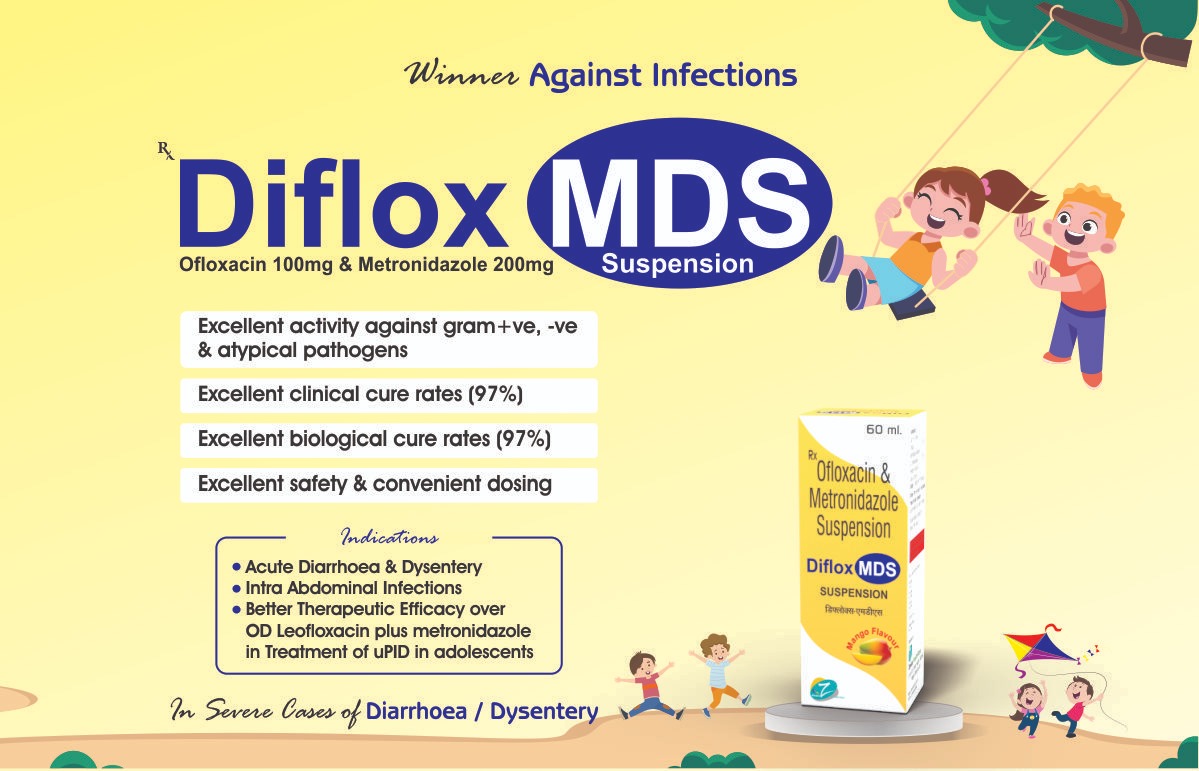 Winner Against Infections
Rx
Diflox MDS
Ofloxacin 100mg & Metronidazole 200mg
Suspension
Excellent activity against gram+ve, -ve
& atypical pathogens
Excellent clinical cure rates (97%)
Excellent biological cure rates (97%)
Excellent safety & convenient dosing
Indications
• Acute Diarrhoea & Dysentery
• Intra Abdominal Infections
• Better Therapeutic Efficacy over
OD Leofloxacin plus metronidazole
in Treatment of uPID in adolescents
In Severe Cases of Diarrhoea / Dysentery
60 ml.
Rx
Ofloxacin &
Metronidazole
Suspension
Diflox MDS
SUSPENSION
डिफ्लोक्स-एमडीएस
Mango Flavour